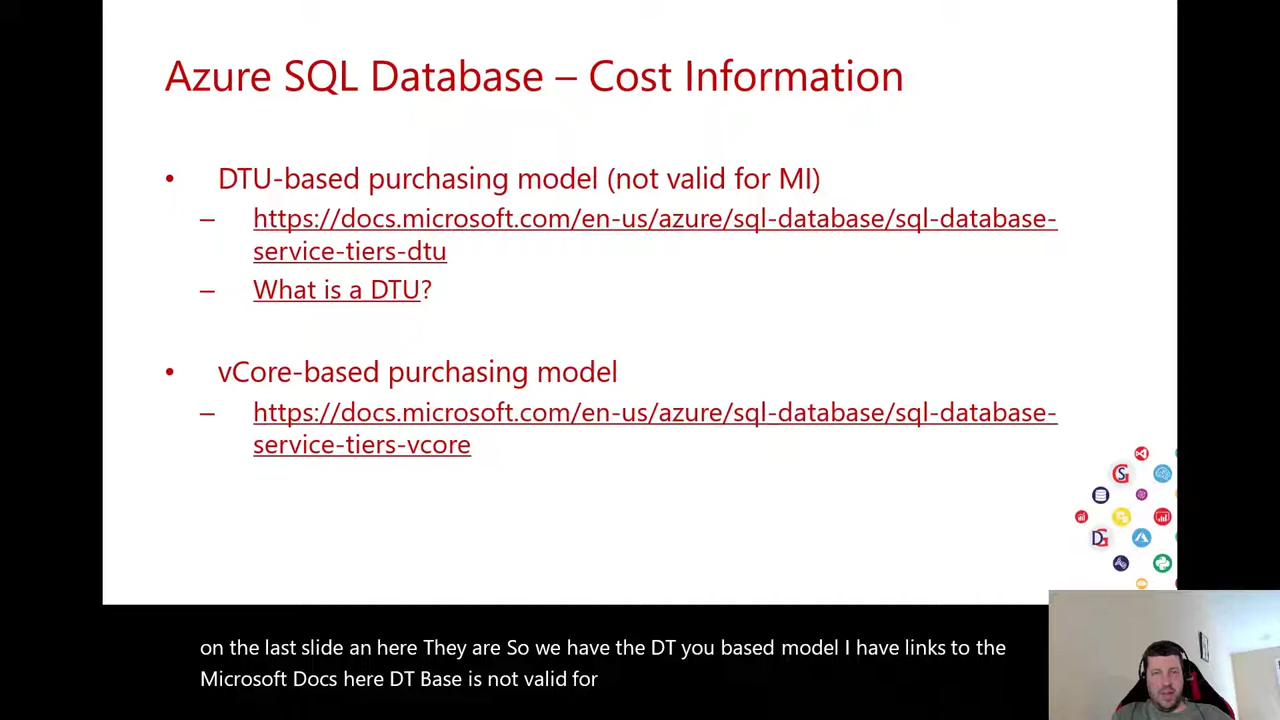 Azure SQL Database – Cost Information
• DTU-based purchasing model (not valid for MI)
– https://docs.microsoft.com/en-us/azure/sql-database/sql-database-
service-tiers-dtu
– What is a DTU?
• vCore-based purchasing model
– https://docs.microsoft.com/en-us/azure/sql-database/sql-database-
service-tiers-vcore
on the last slide an here They are So we have the DT you based model I have links to the
Microsoft Docs here DT Base is not valid for